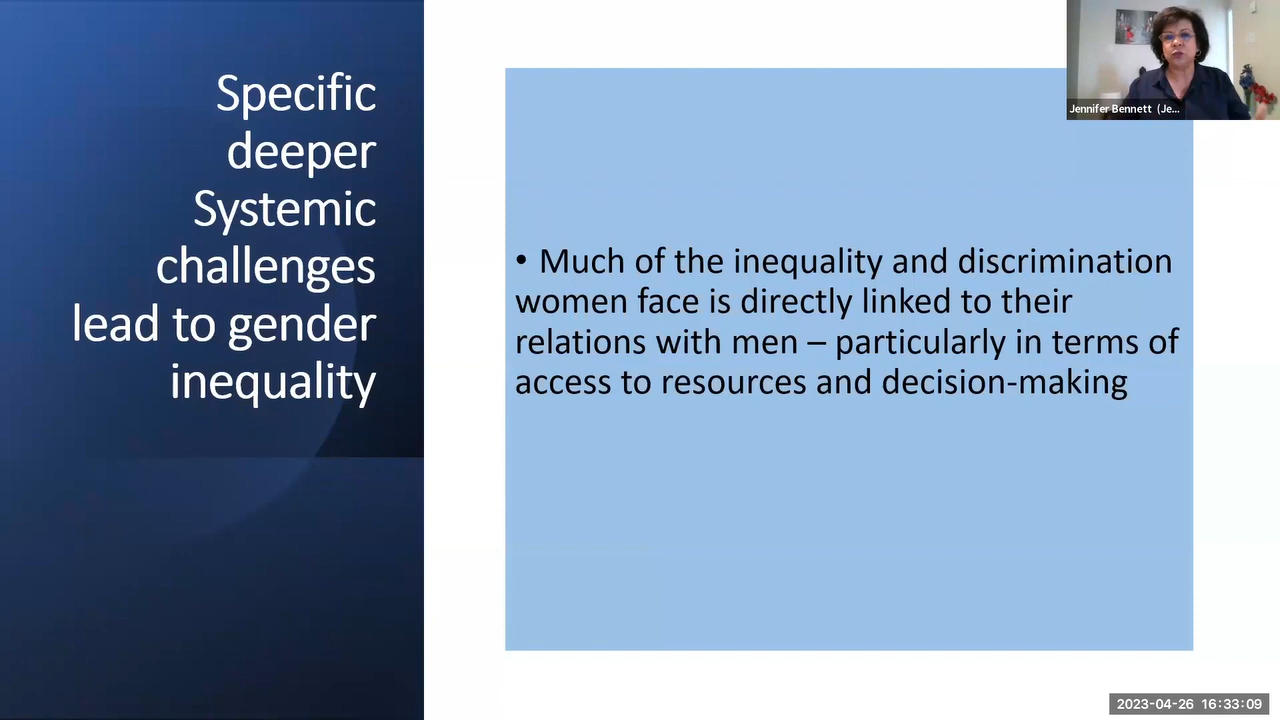 Specific
deeper
Systemic
challenges
lead to gender
inequality
Jennifer Bennett (Je...
• Much of the inequality and discrimination
women face is directly linked to their
relations with men – particularly in terms of
access to resources and decision-making
2023-04-26 16:33:09